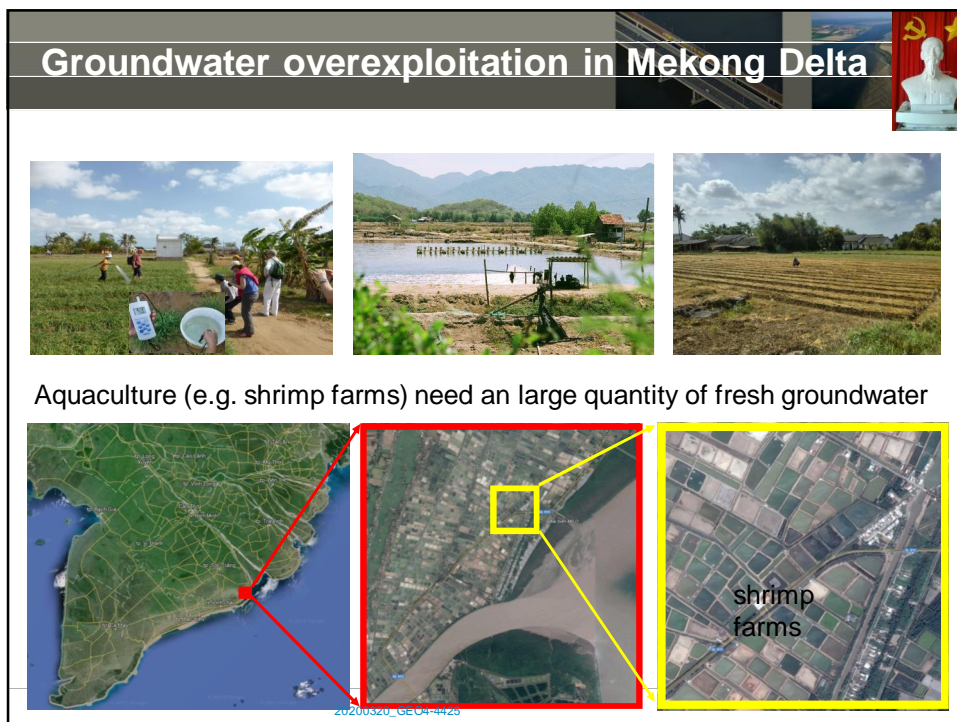 Groundwater overexploitation in Mekong Delta
Aquaculture (e.g. shrimp farms) need an large quantity of fresh groundwater
shrimp
farms
20200320_GEO4-4425